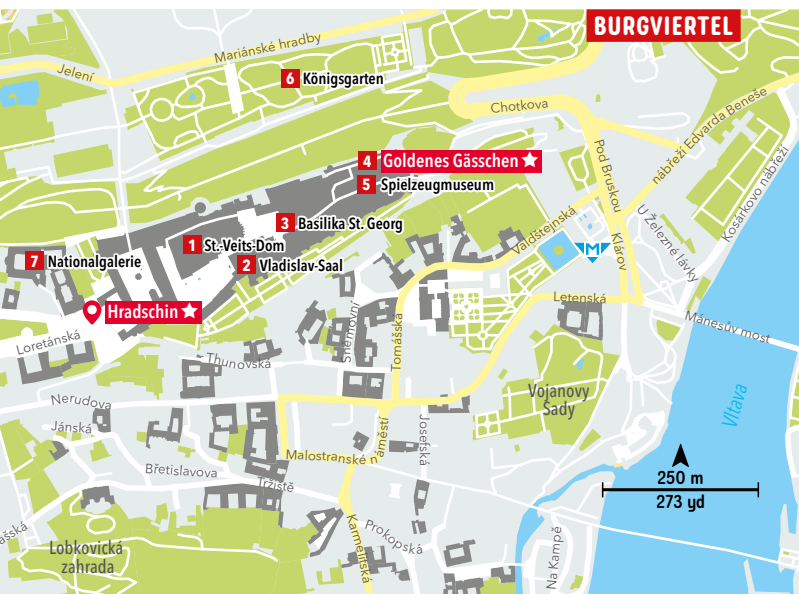 BURGVIERTEL
Mariánské hradby
Jelení
6 Königsgarten
Chotkova
nábřeží Edvarda Beneše
Pod Bruskou
4 Goldenes Gässchen
5 Spielzeugmuseum
Kosárkovo nábřeží
3 Basilika St. Georg
Valdštejnská
U Železné lávky
1 St.-Veits-Dom
M
Klárov
7 Nationalgalerie
2 Vladislav-Saal
Letenská
Hradschin
Mánesův most
Loretánská
Sněmovní
Tomášská
Thunovská
Vojanovy
Sady
Vltava
Nerudova
Jánská
Josefská
Malostranské náměstí
Břetislavova
Tržiště
250 m
273 yd
Karmelitská
Prokopská
Lobkovická
zahrada
Na Kampě